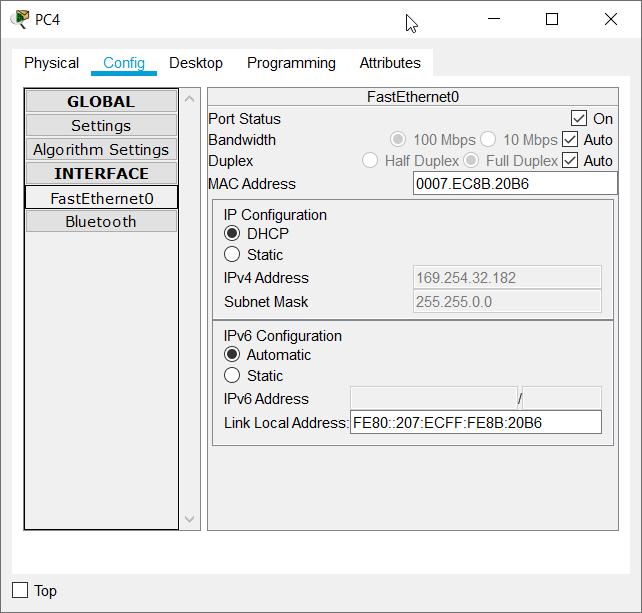 PC4
Physical Config Desktop Programming Attributes
GLOBAL
Settings
Algorithm Settings
INTERFACE
FastEthernet0
Bluetooth
FastEthernet0
Port Status On
Bandwidth 100 Mbps 10 Mbps Auto
Duplex Half Duplex Full Duplex Auto
MAC Address 0007.EC8B.20B6
IP Configuration
DHCP
Static
IPv4 Address 169.254.32.182
Subnet Mask 255.255.0.0
IPv6 Configuration
Automatic
Static
IPv6 Address /
Link Local Address: FE80::207:ECFF:FE8B:20B6
Top